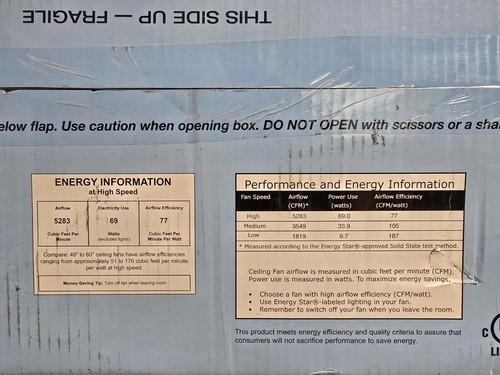 THIS SIDE UP — FRAGILE
elow flap. Use caution when opening box. DO NOT OPEN with scissors or a sha
ENERGY INFORMATION
at High Speed
Airflow Electricity Use Airflow Efficiency
5283 69 77
Cubic Feet Per Minute Watts (excludes lights) Cubic Feet Per Minute Per Watt
Compare: 49" to 60" ceiling fans have airflow efficiencies
ranging from approximately 51 to 176 cubic feet per minute
per watt at high speed.
Money-Saving Tip: Turn off fan when leaving room.
Performance and Energy Information
Fan Speed Airflow (CFM)* Power Use (watts) Airflow Efficiency (CFM/watt)
High 5283 69.0 77
Medium 3549 33.9 105
Low 1819 9.7 187
* Measured according to the Energy Star®-approved Solid State test method.
Ceiling Fan airflow is measured in cubic feet per minute (CFM).
Power use is measured in watts. To maximize energy savings,
• Choose a fan with high airflow efficiency (CFM/watt).
• Use Energy Star®-labeled lighting in your fan.
• Remember to switch off your fan when you leave the room.
This product meets energy efficiency and quality criteria to assure that
consumers will not sacrifice performance to save energy.
C
LI